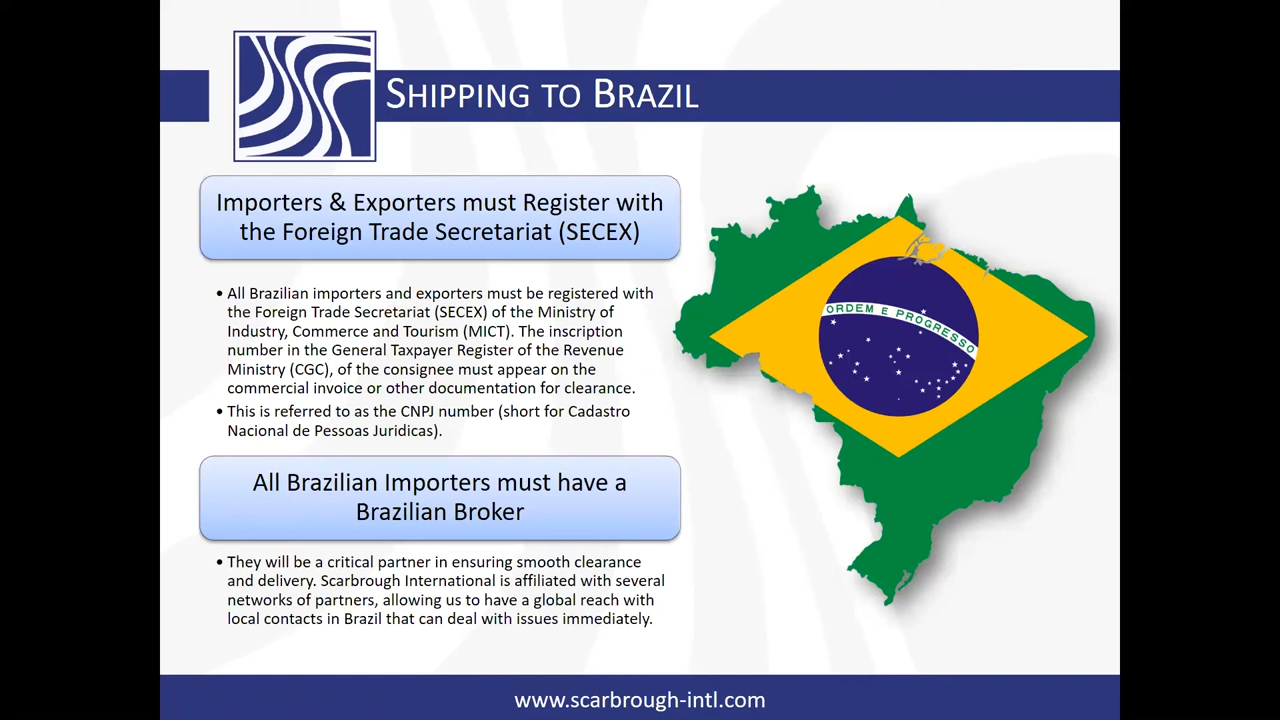 SHIPPING TO BRAZIL
Importers & Exporters must Register with
the Foreign Trade Secretariat (SECEX)
• All Brazilian importers and exporters must be registered with
the Foreign Trade Secretariat (SECEX) of the Ministry of
Industry, Commerce and Tourism (MICT). The inscription
number in the General Taxpayer Register of the Revenue
Ministry (CGC), of the consignee must appear on the
commercial invoice or other documentation for clearance.
• This is referred to as the CNPJ number (short for Cadastro
Nacional de Pessoas Juridicas).
All Brazilian Importers must have a
Brazilian Broker
• They will be a critical partner in ensuring smooth clearance
and delivery. Scarbrough International is affiliated with several
networks of partners, allowing us to have a global reach with
local contacts in Brazil that can deal with issues immediately.
ORDEM E PROGRESSO
www.scarbrough-intl.com